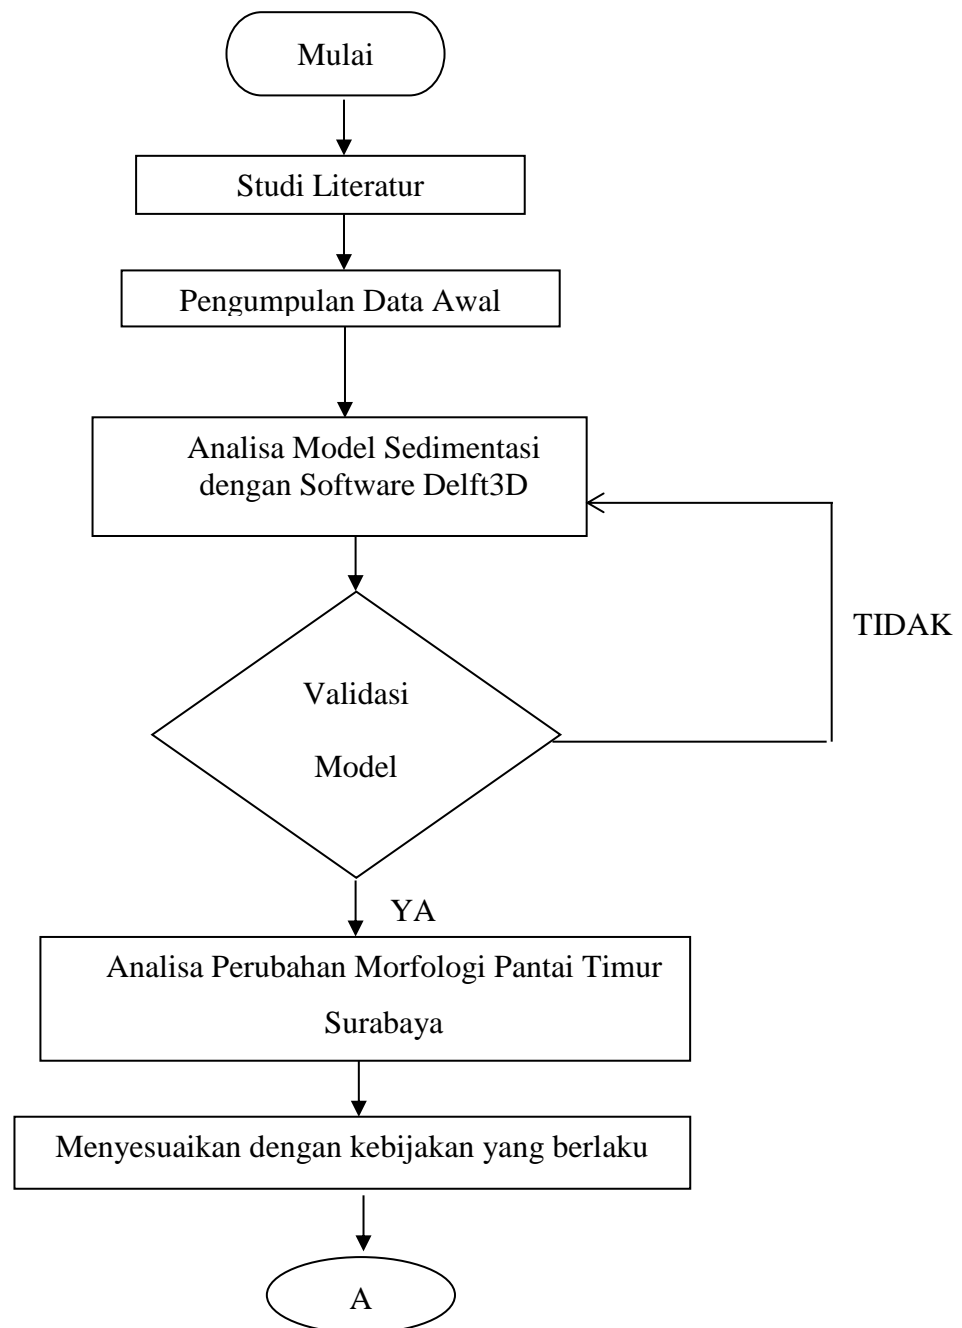 Mulai
Studi Literatur
Pengumpulan Data Awal
Analisa Model Sedimentasi
dengan Software Delft3D
TIDAK
Validasi
Model
YA
Analisa Perubahan Morfologi Pantai Timur
Surabaya
Menyesuaikan dengan kebijakan yang berlaku
A